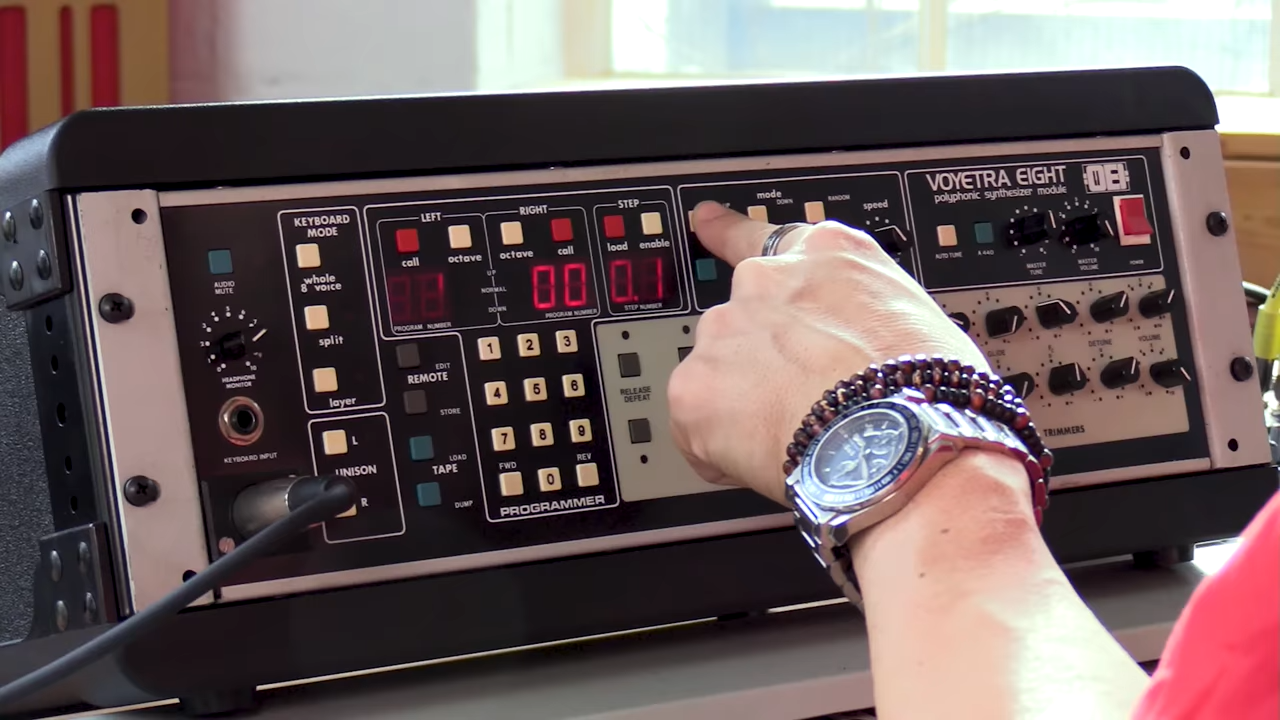 AUDIO
MUTE
HEADPHONE
MONITOR
KEYBOARD INPUT
KEYBOARD
MODE
whole
8 voice
split
layer
L
UNISON
R
LEFT
call
octave
PROGRAM NUMBER
UP
NORMAL
DOWN
RIGHT
octave
call
00
PROGRAM NUMBER
STEP
load
enable
0.1
STEP NUMBER
EDIT
REMOTE
STORE
LOAD
TAPE
DUMP
1 2 3
4 5 6
7 8 9
FWD 0 REV
PROGRAMMER
RELEASE
DEFEAT
mode
DOWN
RANDOM
speed
VOYETRA EIGHT
polyphonic synthesizer module
OEI
AUTO TUNE
A 440
MASTER
TUNE
MASTER
VOLUME
POWER
GLIDE
DETUNE
VOLUME
TRIMMERS